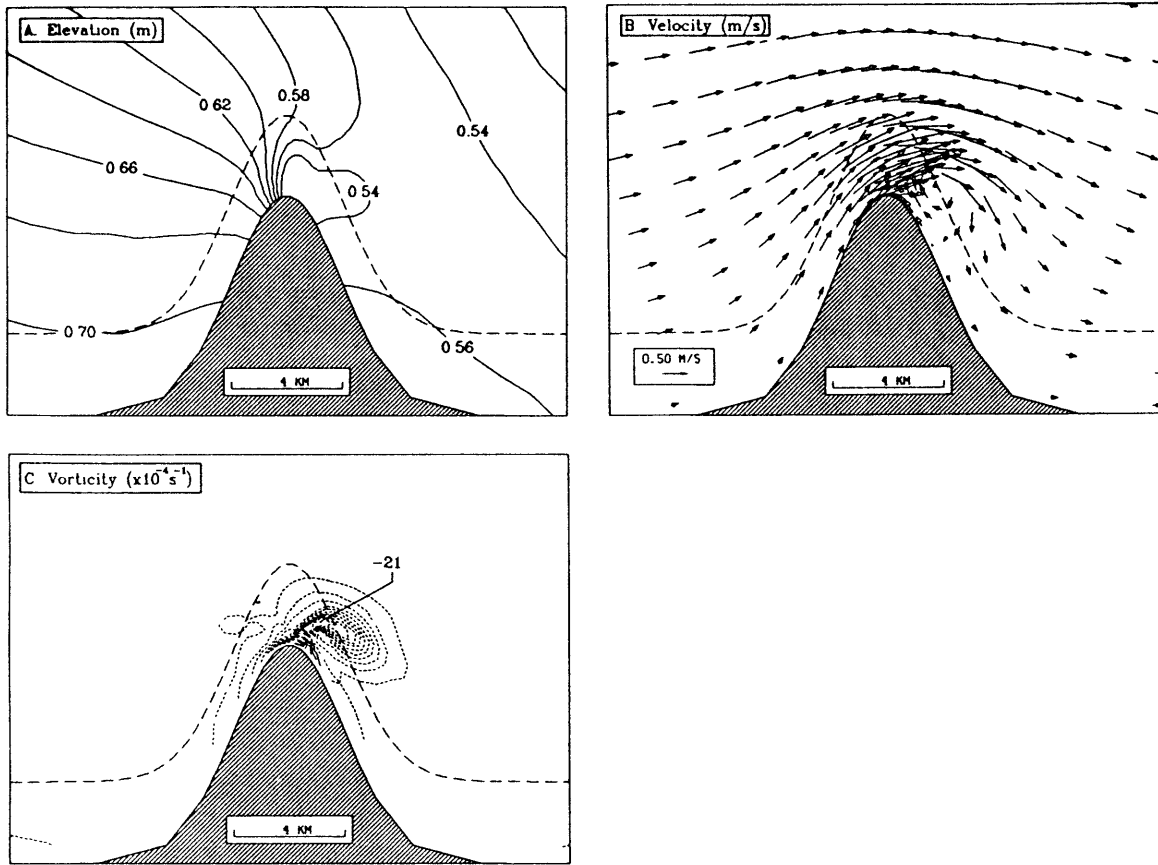 A. Elevation (m)
0.58
0 62
0.54
0 66
0 54
0 70
0.56
4 KM
B Velocity (m/s)
0.50 M/S
4 KM
C Vorticity (x10⁻⁴s⁻¹)
-21
4 KM